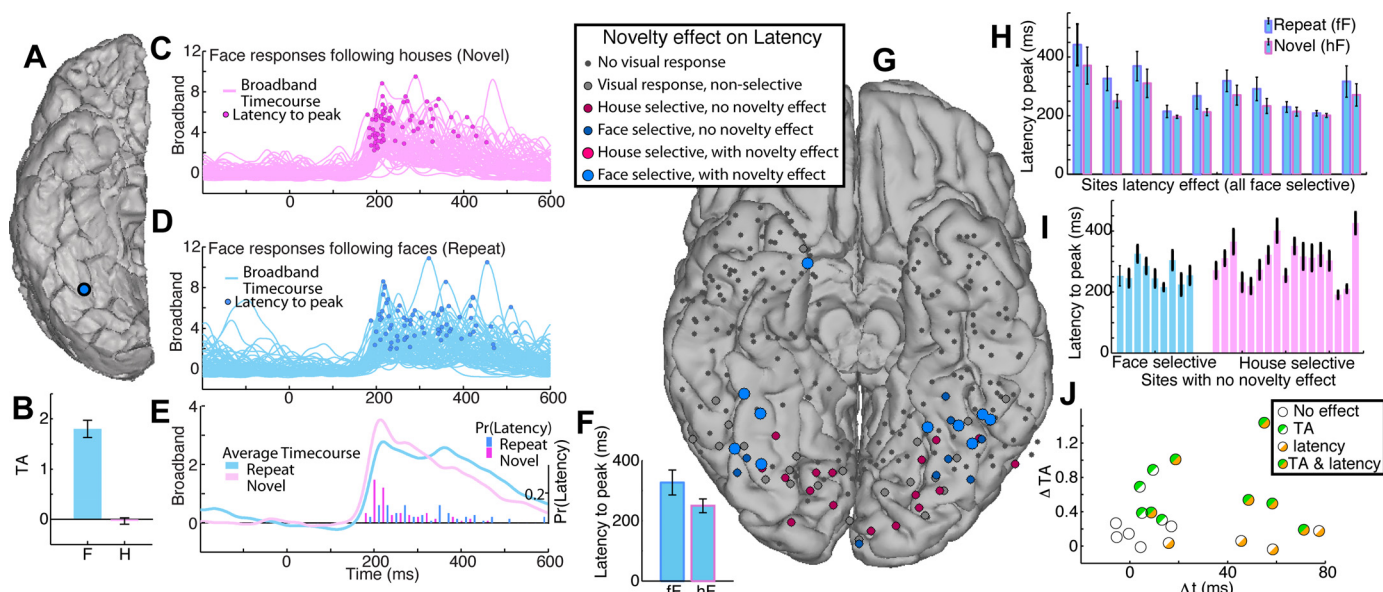 A
B
TA
2
1
0
F
H
C
Face responses following houses (Novel)
Broadband
Timecourse
Latency to peak
Broadband
12
8
4
0
0
200
400
600
D
Face responses following faces (Repeat)
Broadband
Timecourse
Latency to peak
Broadband
12
8
4
0
0
200
400
600
E
Average Timecourse
Repeat
Novel
Pr(Latency)
Repeat
Novel
Broadband
4
2
0
0.2
Pr(Latency)
0
200
400
600
Time (ms)
F
Latency to peak (ms)
400
200
0
fF
hF
Novelty effect on Latency
No visual response
Visual response, non-selective
House selective, no novelty effect
Face selective, no novelty effect
House selective, with novelty effect
Face selective, with novelty effect
G
H
Repeat (fF)
Novel (hF)
Latency to peak (ms)
400
200
0
Sites latency effect (all face selective)
I
Latency to peak (ms)
400
200
0
Face selective
House selective
Sites with no novelty effect
J
No effect
TA
latency
TA & latency
Δ TA
1.2
0.8
0.4
0
0
40
80
Δt (ms)